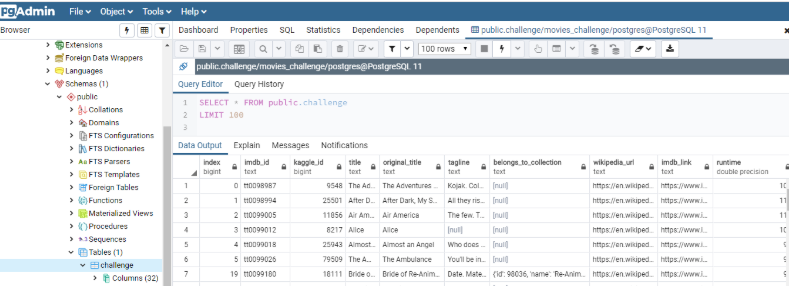 pgAdmin File Object Tools Help
Browser
Dashboard Properties SQL Statistics Dependencies Dependents public.challenge/movies_challenge/postgres@PostgreSQL 11
100 rows
public.challenge/movies_challenge/postgres@PostgreSQL 11
Query Editor Query History
1 SELECT * FROM public.challenge
2 LIMIT 100
3
Data Output Explain Messages Notifications
index bigint imdb_id text kaggle_id bigint title text original_title text tagline text belongs_to_collection text wikipedia_url text imdb_link text runtime double precision
1 0 tt0098987 9548 The Ad... The Adventures ... Kojak. Col... [null] https://en.wikiped... https://www.i... 10
2 1 tt0098994 25501 After D... After Dark, My S... All they ris... [null] https://en.wikiped... https://www.i... 11
3 2 tt0099005 11856 Air Am... Air America The few. T... [null] https://en.wikiped... https://www.i... 11
4 3 tt0099012 8217 Alice Alice [null] [null] https://en.wikiped... https://www.i... 10
5 4 tt0099018 25943 Almost... Almost an Angel Who does ... [null] https://en.wikiped... https://www.i... 9
6 5 tt0099026 79509 The A... The Ambulance You'll be in... [null] https://en.wikiped... https://www.i... 9
7 19 tt0099180 18111 Bride o... Bride of Re-Anim... Date. Mate... {'id': 98036, 'name': 'Re-Anim... https://en.wikiped... https://www.i... 9
Extensions
Foreign Data Wrappers
Languages
Schemas (1)
public
Collations
Domains
FTS Configurations
FTS Dictionaries
FTS Parsers
FTS Templates
Foreign Tables
Functions
Materialized Views
Procedures
Sequences
Tables (1)
challenge
Columns (32)